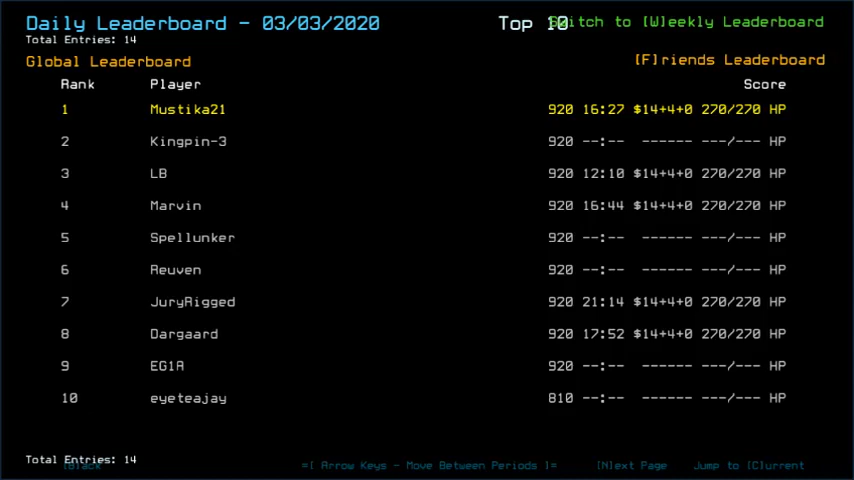 Daily Leaderboard - 03/03/2020 Top 10 Switch to [W]eekly Leaderboard
Total Entries: 14
Global Leaderboard [F]riends Leaderboard
Rank Player Score
1 Mustika21 920 16:27 $14+4+0 270/270 HP
2 Kingpin-3 920 --:-- ------ ---/--- HP
3 LB 920 12:10 $14+4+0 270/270 HP
4 Marvin 920 16:44 $14+4+0 270/270 HP
5 Spellunker 920 --:-- ------ ---/--- HP
6 Reuven 920 --:-- ------ ---/--- HP
7 JuryRigged 920 21:14 $14+4+0 270/270 HP
8 Dargaard 920 17:52 $14+4+0 270/270 HP
9 EG1A 920 --:-- ------ ---/--- HP
10 eyeteajay 810 --:-- ------ ---/--- HP
Total Entries: 14
[B]ack =[ Arrow Keys - Move Between Periods ]= [N]ext Page Jump to [C]urrent